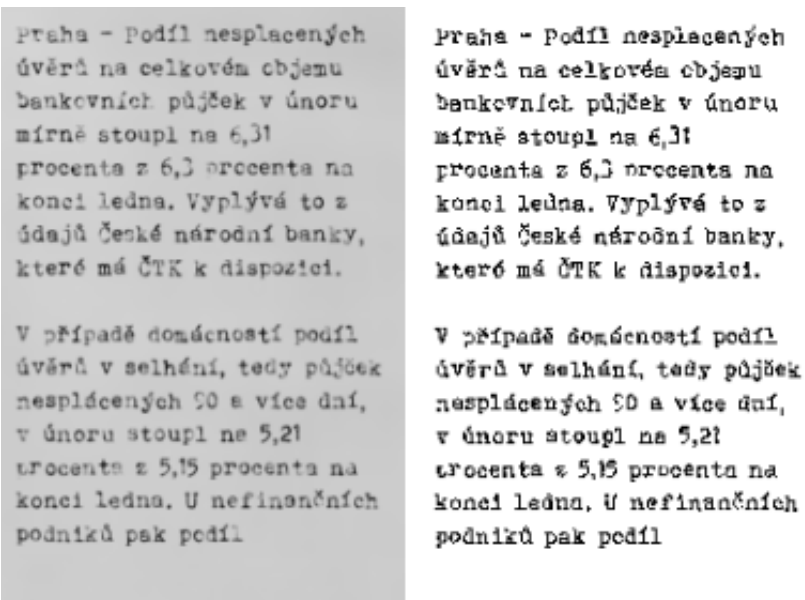 Praha - Podíl nesplacených
úvěrů na celkovém objemu
bankovních půjček v únoru
mírně stoupl na 6,31
procenta z 6,3 procenta na
konci ledna. Vyplývá to z
údajů České národní banky,
které má ČTK k dispozici.
V případě domácností podíl
úvěrů v selhání, tedy půjček
nesplácených 90 a více dní,
v únoru stoupl na 5,21
procenta z 5,15 procenta na
konci ledna. U nefinančních
podniků pak podíl
Praha - Podíl nesplacených
úvěrů na celkovém objemu
bankovních půjček v únoru
mírně stoupl na 6,31
procenta z 6,3 procenta na
konci ledna. Vyplývá to z
údajů České národní banky,
které má ČTK k dispozici.
V případě domácností podíl
úvěrů v selhání, tedy půjček
nesplácených 90 a více dní,
v únoru stoupl na 5,21
procenta z 5,15 procenta na
konci ledna. U nefinančních
podniků pak podíl